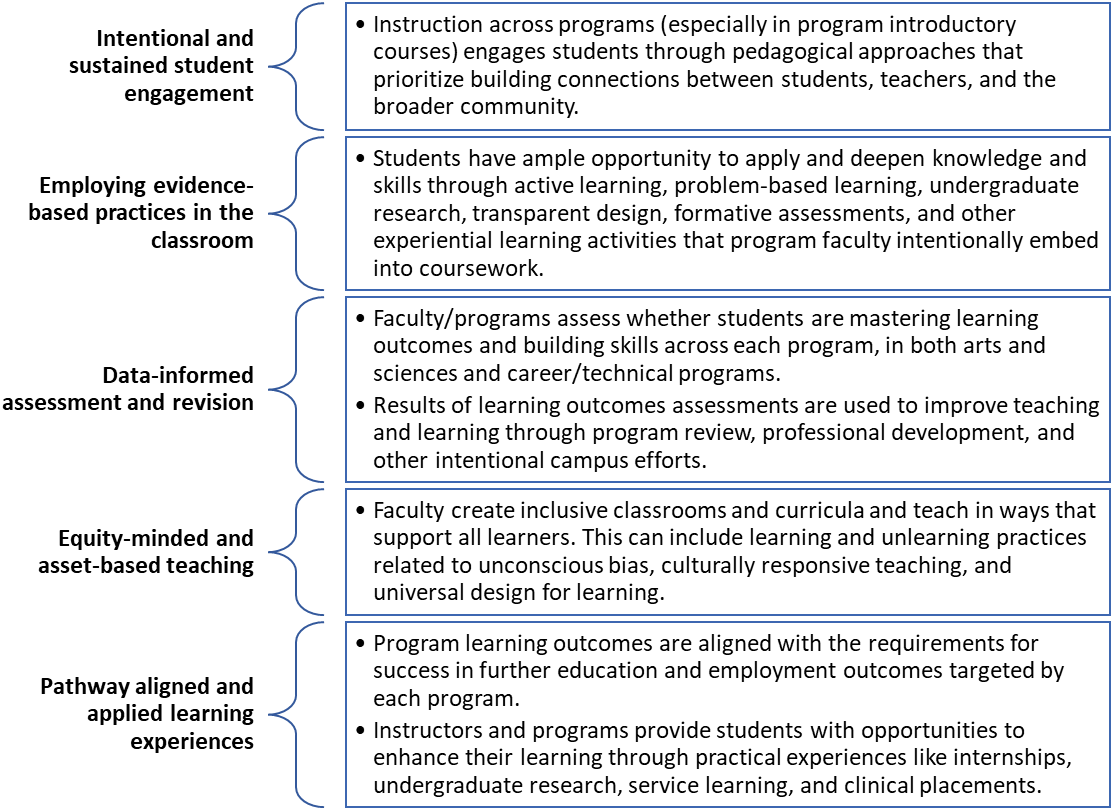 Intentional and
sustained student
engagement
• Instruction across programs (especially in program introductory
courses) engages students through pedagogical approaches that
prioritize building connections between students, teachers, and the
broader community.
Employing evidence-
based practices in the
classroom
• Students have ample opportunity to apply and deepen knowledge and
skills through active learning, problem-based learning, undergraduate
research, transparent design, formative assessments, and other
experiential learning activities that program faculty intentionally embed
into coursework.
Data-informed
assessment and revision
• Faculty/programs assess whether students are mastering learning
outcomes and building skills across each program, in both arts and
sciences and career/technical programs.
• Results of learning outcomes assessments are used to improve teaching
and learning through program review, professional development, and
other intentional campus efforts.
Equity-minded and
asset-based teaching
• Faculty create inclusive classrooms and curricula and teach in ways that
support all learners. This can include learning and unlearning practices
related to unconscious bias, culturally responsive teaching, and
universal design for learning.
Pathway aligned and
applied learning
experiences
• Program learning outcomes are aligned with the requirements for
success in further education and employment outcomes targeted by
each program.
• Instructors and programs provide students with opportunities to
enhance their learning through practical experiences like internships,
undergraduate research, service learning, and clinical placements.